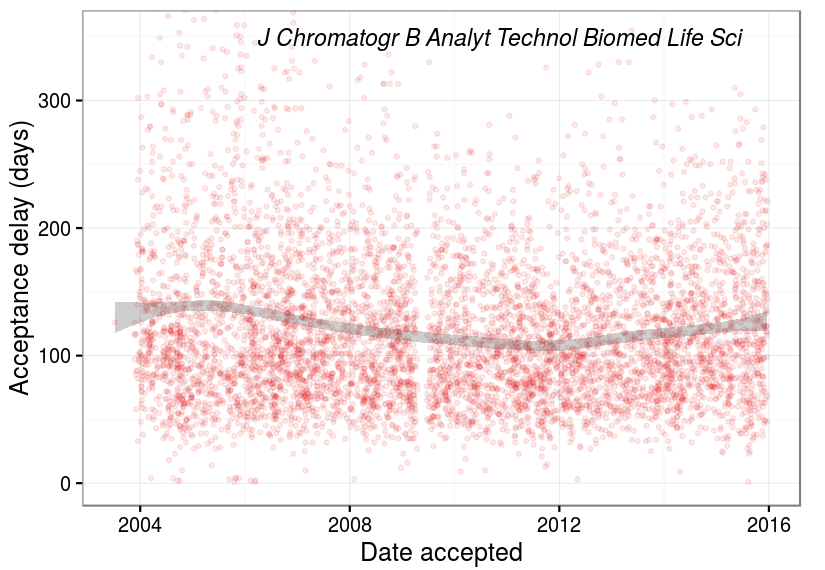 J Chromatogr B Analyt Technol Biomed Life Sci
Acceptance delay (days)
300
200
100
0
2004 2008 2012 2016
Date accepted